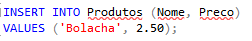 INSERT INTO Produtos (Nome, Preco)
VALUES ('Bolacha', 2.50);